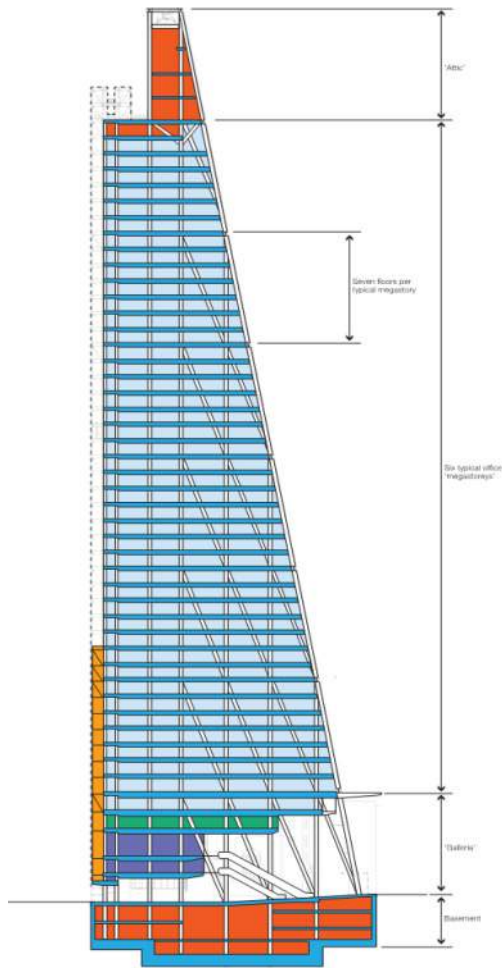 'Attic'
Seven floors per
typical megastory
Six typical office
'megastoreys'
'Galleria'
Basement